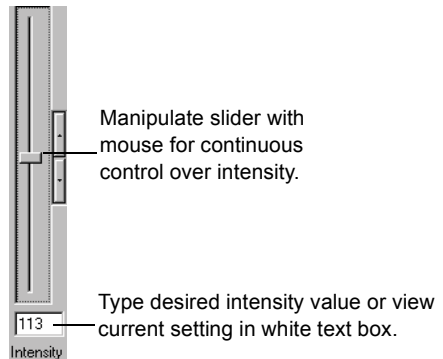 Manipulate slider with
mouse for continuous
control over intensity.
Type desired intensity value or view
current setting in white text box.
113
Intensity